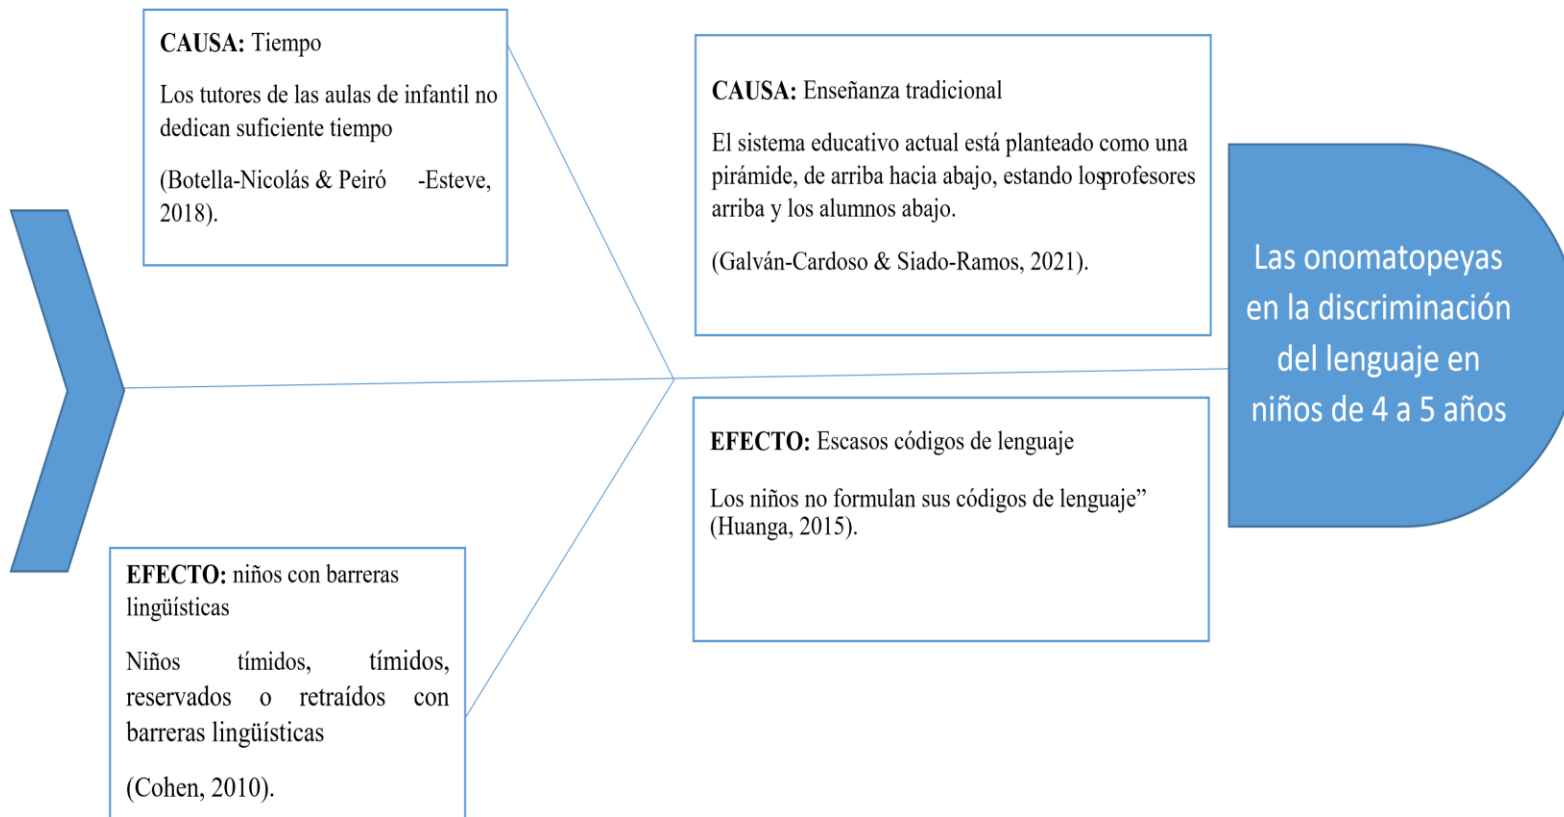 CAUSA: Tiempo
Los tutores de las aulas de infantil no
dedican suficiente tiempo
(Botella-Nicolás & Peiró -Esteve,
2018).
CAUSA: Enseñanza tradicional
El sistema educativo actual está planteado como una
pirámide, de arriba hacia abajo, estando losprofesores
arriba y los alumnos abajo.
(Galván-Cardoso & Siado-Ramos, 2021).
Las onomatopeyas
en la discriminación
del lenguaje en
niños de 4 a 5 años
EFECTO: niños con barreras
lingüísticas
Niños tímidos, tímidos,
reservados o retraídos con
barreras lingüísticas
(Cohen, 2010).
EFECTO: Escasos códigos de lenguaje
Los niños no formulan sus códigos de lenguaje”
(Huanga, 2015).